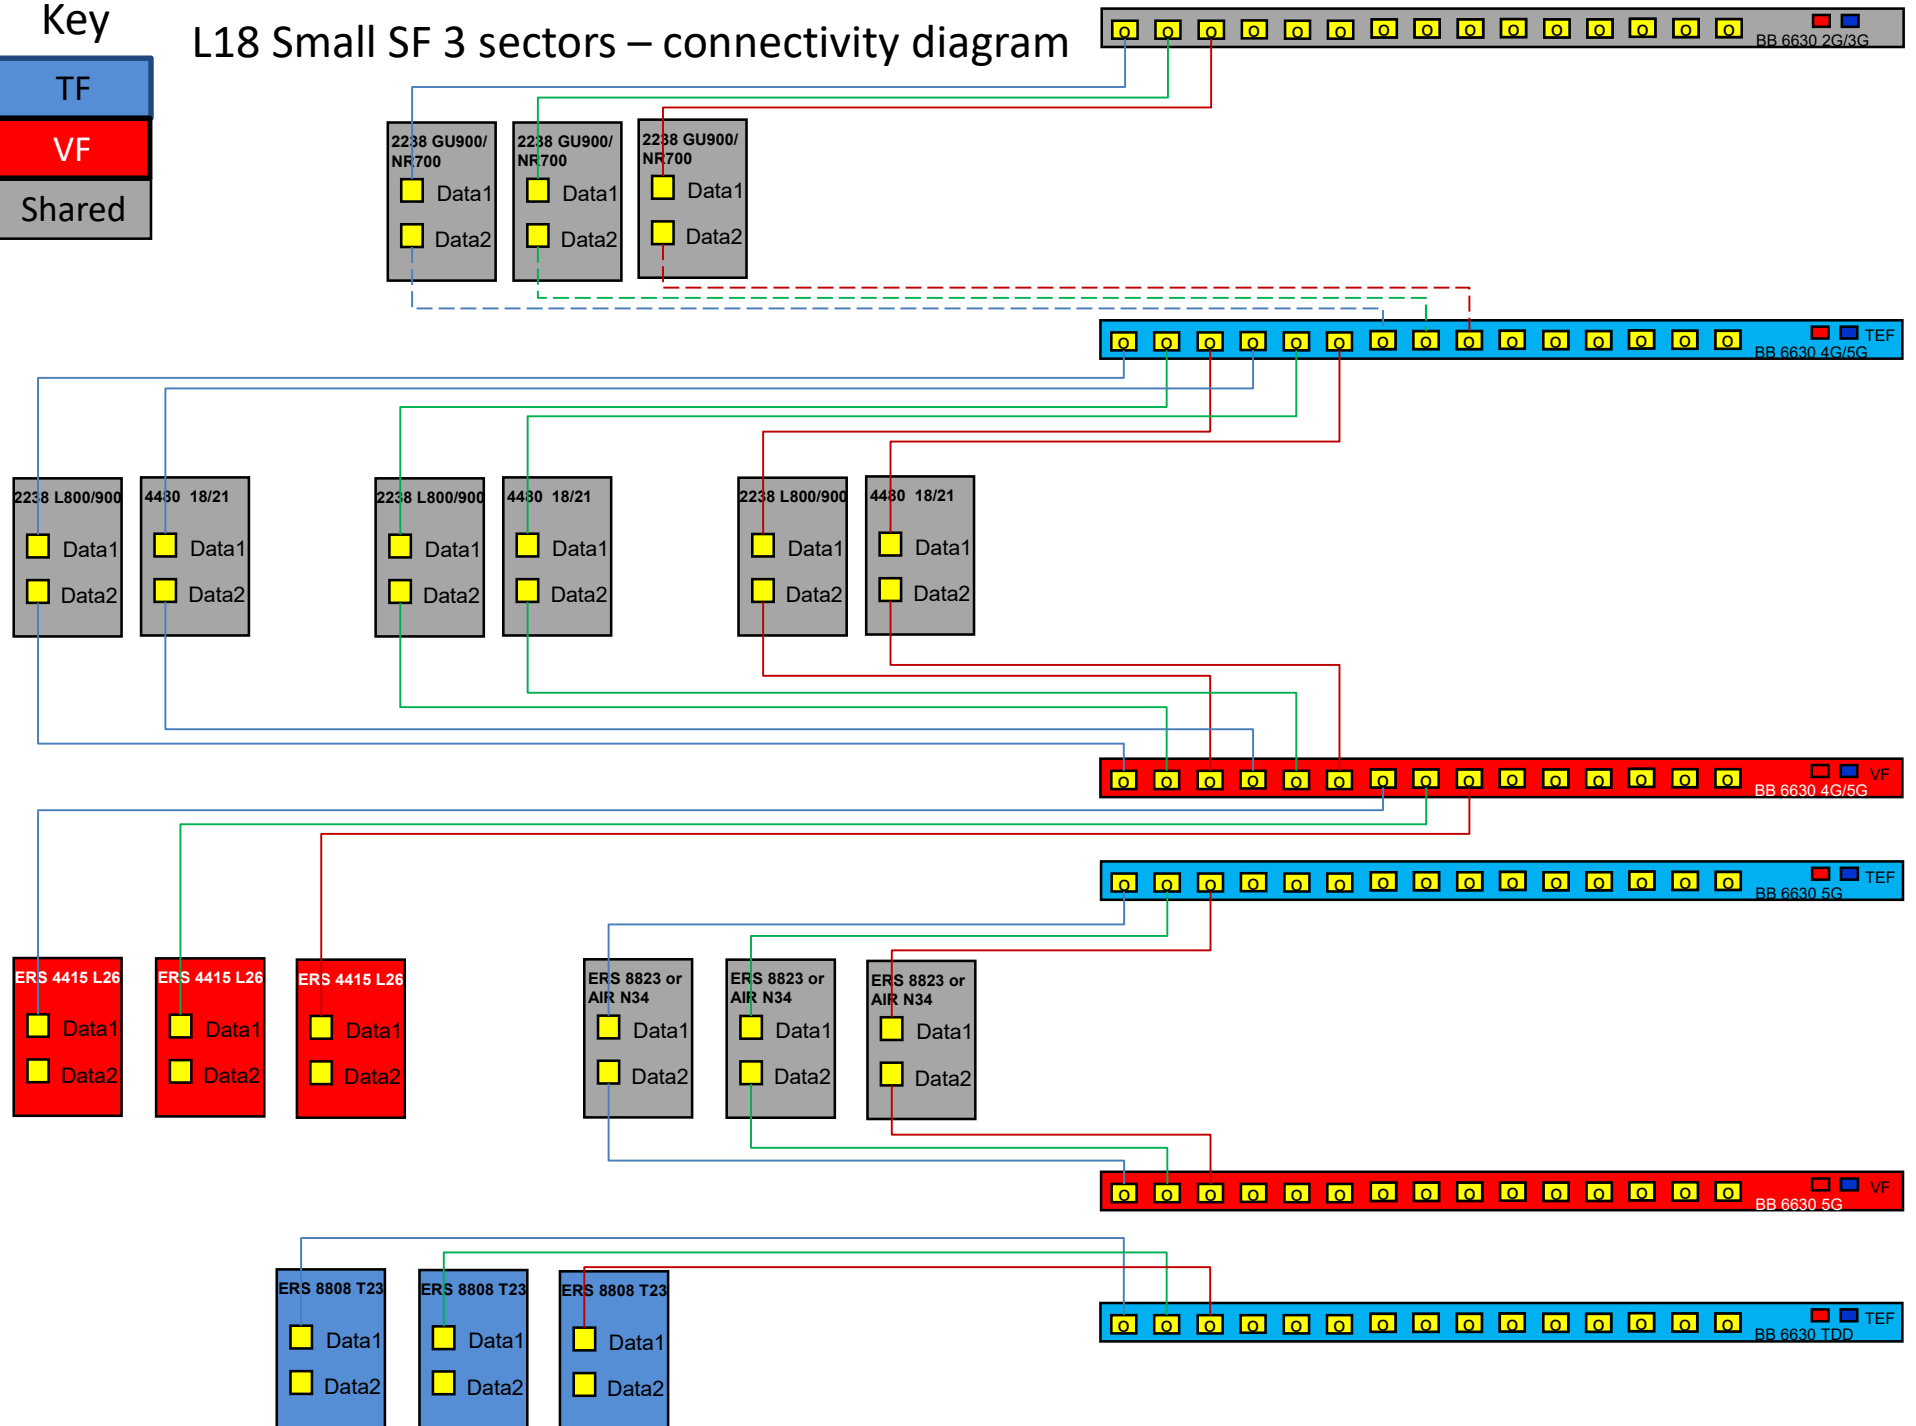 Key
TF
VF
Shared
L18 Small SF 3 sectors – connectivity diagram
O O O O O O O O O O O O O O O
BB 6630 2G/3G
2238 GU900/
NR700
Data1
Data2
2238 GU900/
NR700
Data1
Data2
2238 GU900/
NR700
Data1
Data2
O O O O O O O O O O O O O O O
TEF
BB 6630 4G/5G
2238 L800/900
Data1
Data2
4480 18/21
Data1
Data2
2238 L800/900
Data1
Data2
4480 18/21
Data1
Data2
2238 L800/900
Data1
Data2
4480 18/21
Data1
Data2
O O O O O O O O O O O O O O O
VF
BB 6630 4G/5G
O O O O O O O O O O O O O O O
TEF
BB 6630 5G
ERS 4415 L26
Data1
Data2
ERS 4415 L26
Data1
Data2
ERS 4415 L26
Data1
Data2
ERS 8823 or
AIR N34
Data1
Data2
ERS 8823 or
AIR N34
Data1
Data2
ERS 8823 or
AIR N34
Data1
Data2
O O O O O O O O O O O O O O O
VF
BB 6630 5G
ERS 8808 T23
Data1
Data2
ERS 8808 T23
Data1
Data2
ERS 8808 T23
Data1
Data2
O O O O O O O O O O O O O O O
TEF
BB 6630 TDD